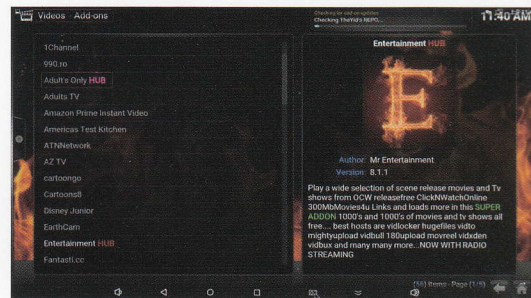 Videos - Add-ons
Checking for add-on updates
Checking TheYid's REPO...
11:40 AM
1Channel
990.ro
Adult's Only HUB
Adults TV
Amazon Prime Instant Video
Americas Test Kitchen
ATNNetwork
AZ TV
cartoongo
Cartoons8
Disney Junior
EarthCam
Entertainment HUB
Fantasti.cc
Entertainment HUB
E
Author: Mr Entertainment
Version: 8.1.1
Play a wide selection of scene release movies and Tv
shows from OCW releasefree ClickNWatchOnline
300MbMovies4u Links and loads more in this SUPER
ADDON 1000's and 1000's of movies and tv shows all
free.... best hosts are vidlocker hugefiles vidto
mightyupload vidbull 180upload movreel vidxden
vidbux and many many more...NOW WITH RADIO
STREAMING
(56) Items - Page (1/5)